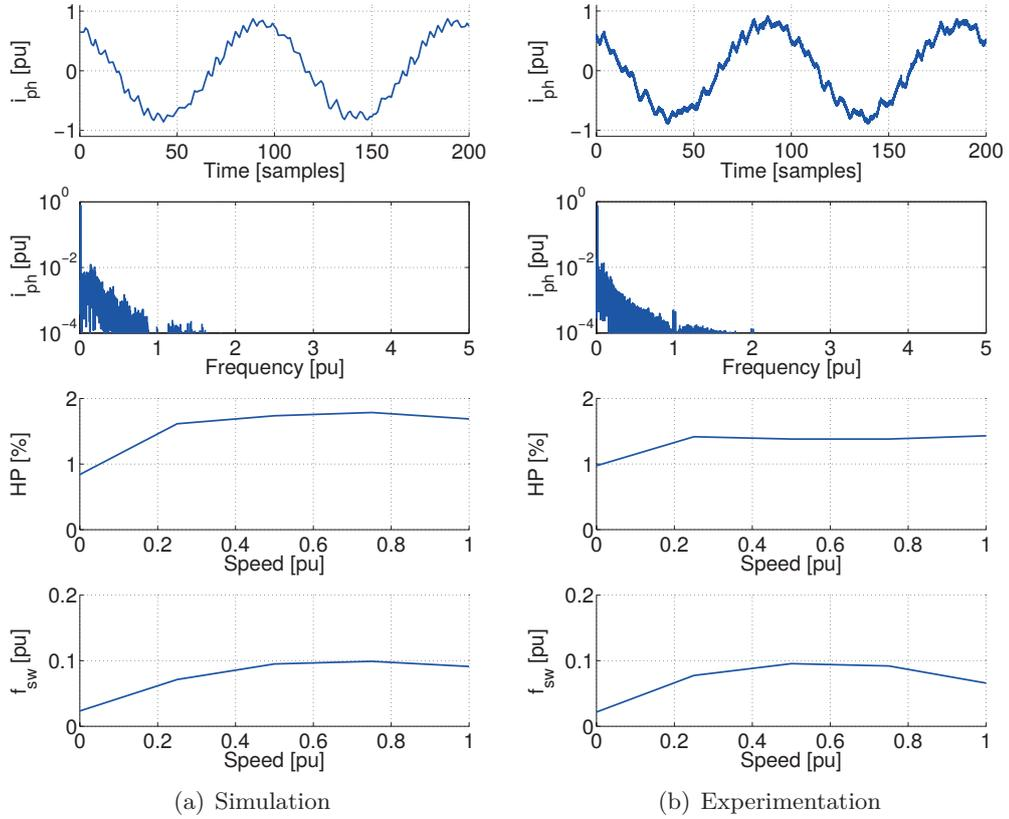 1
0
−1
i_ph [pu]
0 50 100 150 200
Time [samples]
1
0
−1
i_ph [pu]
0 50 100 150 200
Time [samples]
10^0
10^−2
10^−4
i_ph [pu]
0 1 2 3 4 5
Frequency [pu]
10^0
10^−2
10^−4
i_ph [pu]
0 1 2 3 4 5
Frequency [pu]
2
1
0
HP [%]
0 0.2 0.4 0.6 0.8 1
Speed [pu]
2
1
0
HP [%]
0 0.2 0.4 0.6 0.8 1
Speed [pu]
0.2
0.1
0
f_sw [pu]
0 0.2 0.4 0.6 0.8 1
Speed [pu]
0.2
0.1
0
f_sw [pu]
0 0.2 0.4 0.6 0.8 1
Speed [pu]
(a) Simulation
(b) Experimentation